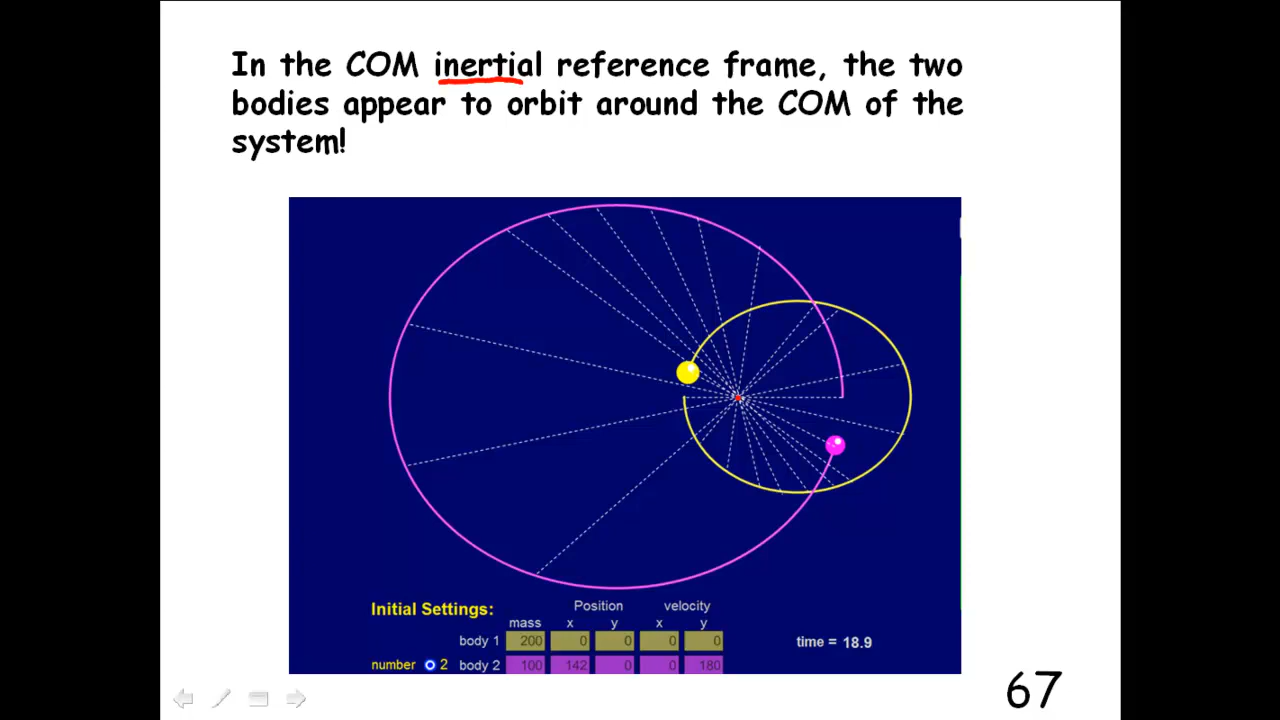 In the COM inertial reference frame, the two
bodies appear to orbit around the COM of the
system!
Initial Settings:
Position velocity
mass x y x y
body 1 200 0 0 0 0
number 2 body 2 100 142 0 0 180
time = 18.9
67